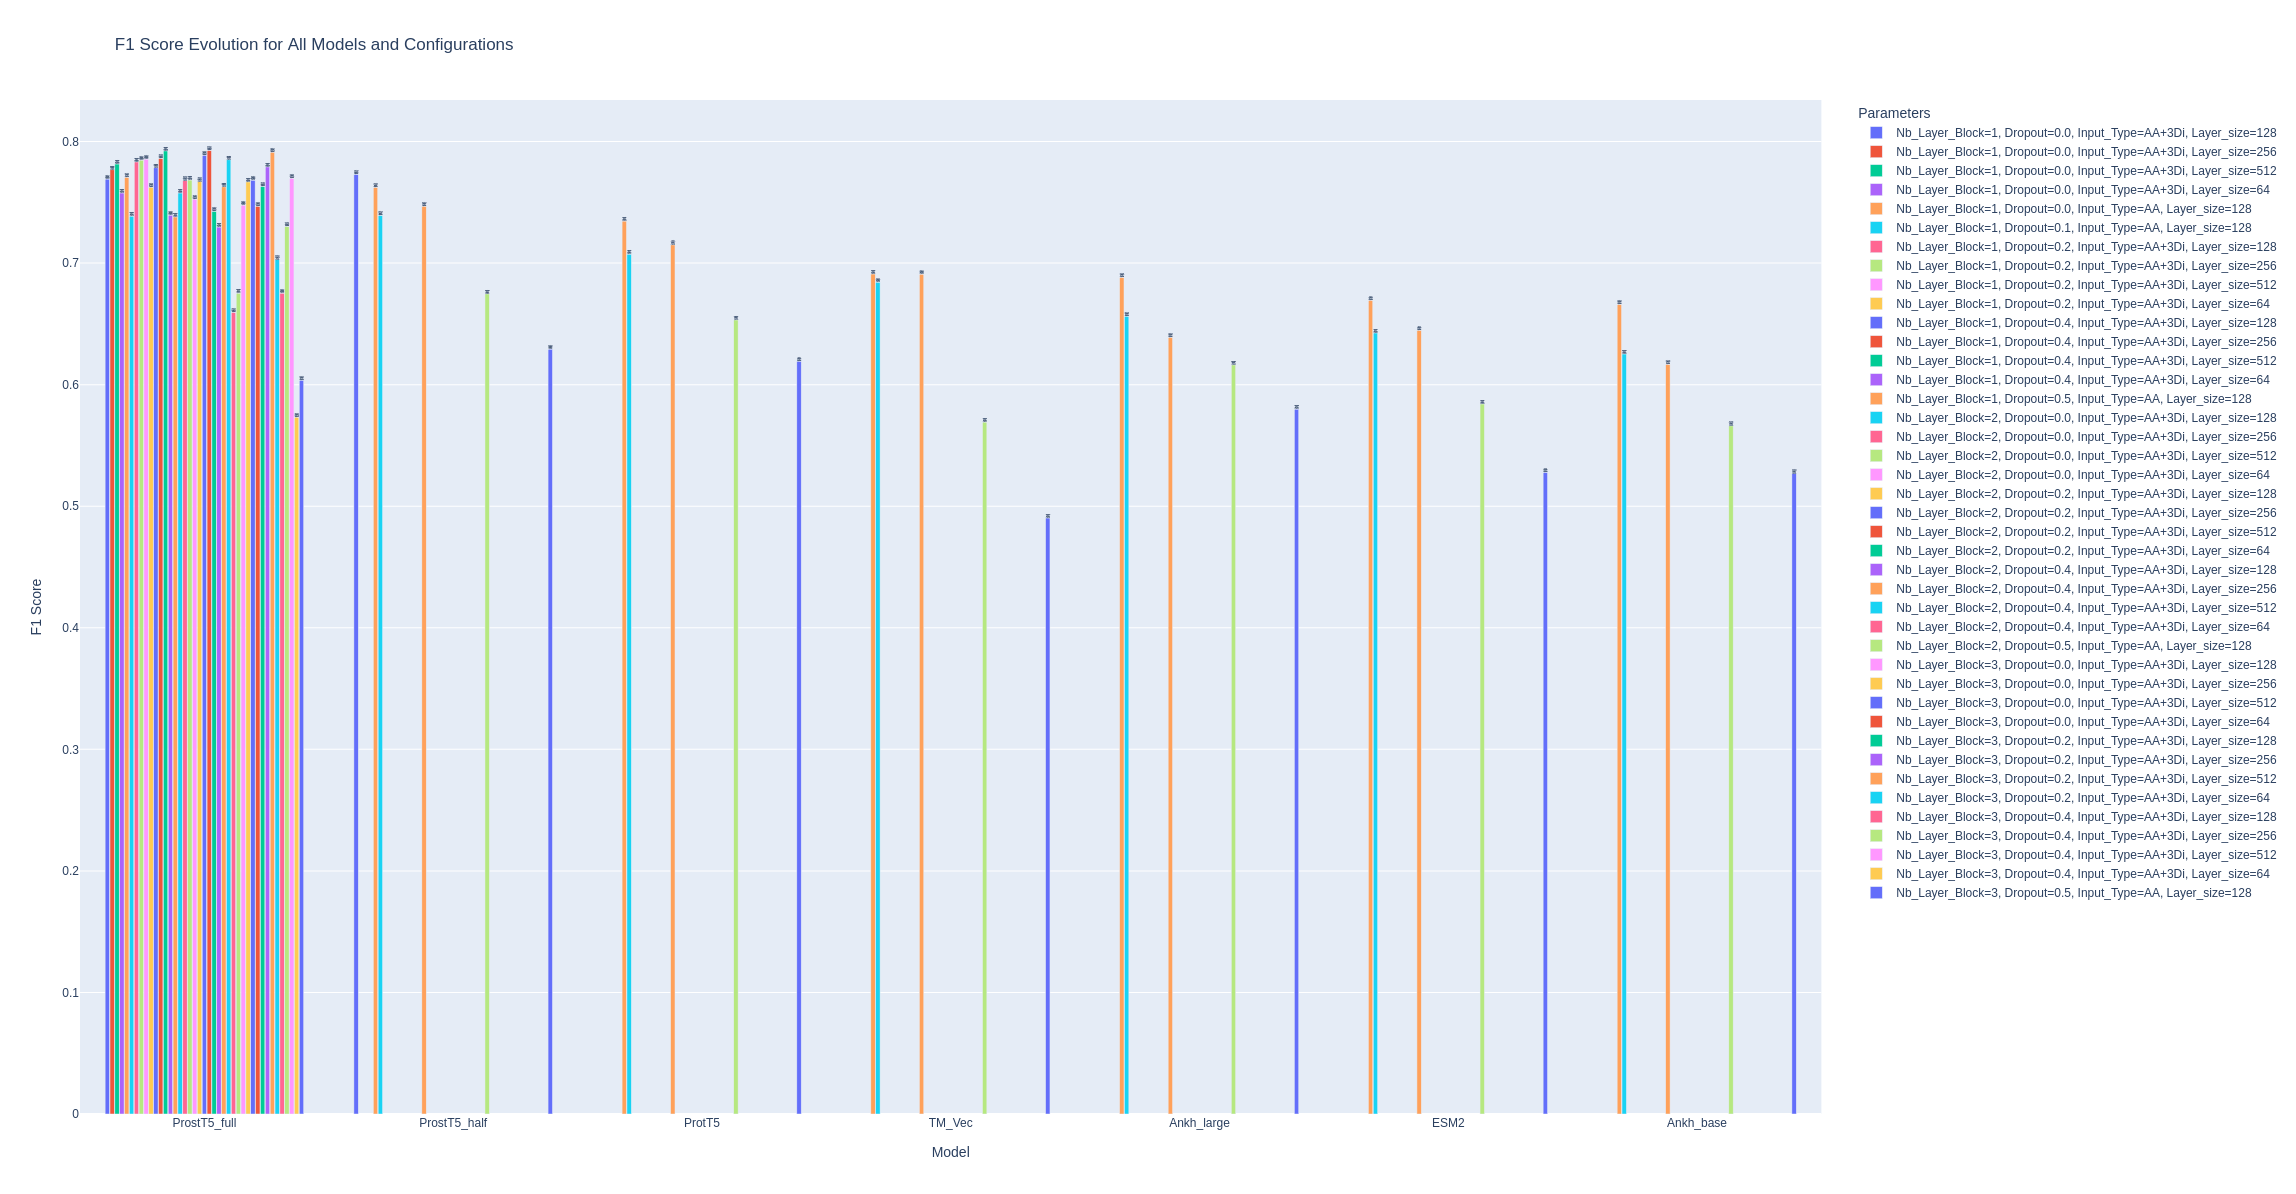 F1 Score Evolution for All Models and Configurations
0.8
0.7
0.6
0.5
0.4
0.3
0.2
0.1
0
F1 Score
ProstT5_full
ProstT5_half
ProtT5
TM_Vec
Ankh_large
ESM2
Ankh_base
Model
Parameters
Nb_Layer_Block=1, Dropout=0.0, Input_Type=AA+3Di, Layer_size=128
Nb_Layer_Block=1, Dropout=0.0, Input_Type=AA+3Di, Layer_size=256
Nb_Layer_Block=1, Dropout=0.0, Input_Type=AA+3Di, Layer_size=512
Nb_Layer_Block=1, Dropout=0.0, Input_Type=AA+3Di, Layer_size=64
Nb_Layer_Block=1, Dropout=0.0, Input_Type=AA, Layer_size=128
Nb_Layer_Block=1, Dropout=0.1, Input_Type=AA, Layer_size=128
Nb_Layer_Block=1, Dropout=0.2, Input_Type=AA+3Di, Layer_size=128
Nb_Layer_Block=1, Dropout=0.2, Input_Type=AA+3Di, Layer_size=256
Nb_Layer_Block=1, Dropout=0.2, Input_Type=AA+3Di, Layer_size=512
Nb_Layer_Block=1, Dropout=0.2, Input_Type=AA+3Di, Layer_size=64
Nb_Layer_Block=1, Dropout=0.4, Input_Type=AA+3Di, Layer_size=128
Nb_Layer_Block=1, Dropout=0.4, Input_Type=AA+3Di, Layer_size=256
Nb_Layer_Block=1, Dropout=0.4, Input_Type=AA+3Di, Layer_size=512
Nb_Layer_Block=1, Dropout=0.4, Input_Type=AA+3Di, Layer_size=64
Nb_Layer_Block=1, Dropout=0.5, Input_Type=AA, Layer_size=128
Nb_Layer_Block=2, Dropout=0.0, Input_Type=AA+3Di, Layer_size=128
Nb_Layer_Block=2, Dropout=0.0, Input_Type=AA+3Di, Layer_size=256
Nb_Layer_Block=2, Dropout=0.0, Input_Type=AA+3Di, Layer_size=512
Nb_Layer_Block=2, Dropout=0.0, Input_Type=AA+3Di, Layer_size=64
Nb_Layer_Block=2, Dropout=0.2, Input_Type=AA+3Di, Layer_size=128
Nb_Layer_Block=2, Dropout=0.2, Input_Type=AA+3Di, Layer_size=256
Nb_Layer_Block=2, Dropout=0.2, Input_Type=AA+3Di, Layer_size=512
Nb_Layer_Block=2, Dropout=0.2, Input_Type=AA+3Di, Layer_size=64
Nb_Layer_Block=2, Dropout=0.4, Input_Type=AA+3Di, Layer_size=128
Nb_Layer_Block=2, Dropout=0.4, Input_Type=AA+3Di, Layer_size=256
Nb_Layer_Block=2, Dropout=0.4, Input_Type=AA+3Di, Layer_size=512
Nb_Layer_Block=2, Dropout=0.4, Input_Type=AA+3Di, Layer_size=64
Nb_Layer_Block=2, Dropout=0.5, Input_Type=AA, Layer_size=128
Nb_Layer_Block=3, Dropout=0.0, Input_Type=AA+3Di, Layer_size=128
Nb_Layer_Block=3, Dropout=0.0, Input_Type=AA+3Di, Layer_size=256
Nb_Layer_Block=3, Dropout=0.0, Input_Type=AA+3Di, Layer_size=512
Nb_Layer_Block=3, Dropout=0.0, Input_Type=AA+3Di, Layer_size=64
Nb_Layer_Block=3, Dropout=0.2, Input_Type=AA+3Di, Layer_size=128
Nb_Layer_Block=3, Dropout=0.2, Input_Type=AA+3Di, Layer_size=256
Nb_Layer_Block=3, Dropout=0.2, Input_Type=AA+3Di, Layer_size=512
Nb_Layer_Block=3, Dropout=0.2, Input_Type=AA+3Di, Layer_size=64
Nb_Layer_Block=3, Dropout=0.4, Input_Type=AA+3Di, Layer_size=128
Nb_Layer_Block=3, Dropout=0.4, Input_Type=AA+3Di, Layer_size=256
Nb_Layer_Block=3, Dropout=0.4, Input_Type=AA+3Di, Layer_size=512
Nb_Layer_Block=3, Dropout=0.4, Input_Type=AA+3Di, Layer_size=64
Nb_Layer_Block=3, Dropout=0.5, Input_Type=AA, Layer_size=128